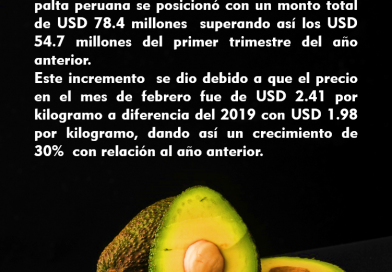 palta peruana se posicionó con un monto total
de USD 78.4 millones superando así los USD
54.7 millones del primer trimestre del año
anterior.
Este incremento se dio debido a que el precio
en el mes de febrero fue de USD 2.41 por
kilogramo a diferencia del 2019 con USD 1.98
por kilogramo, dando así un crecimiento de
30% con relación al año anterior.